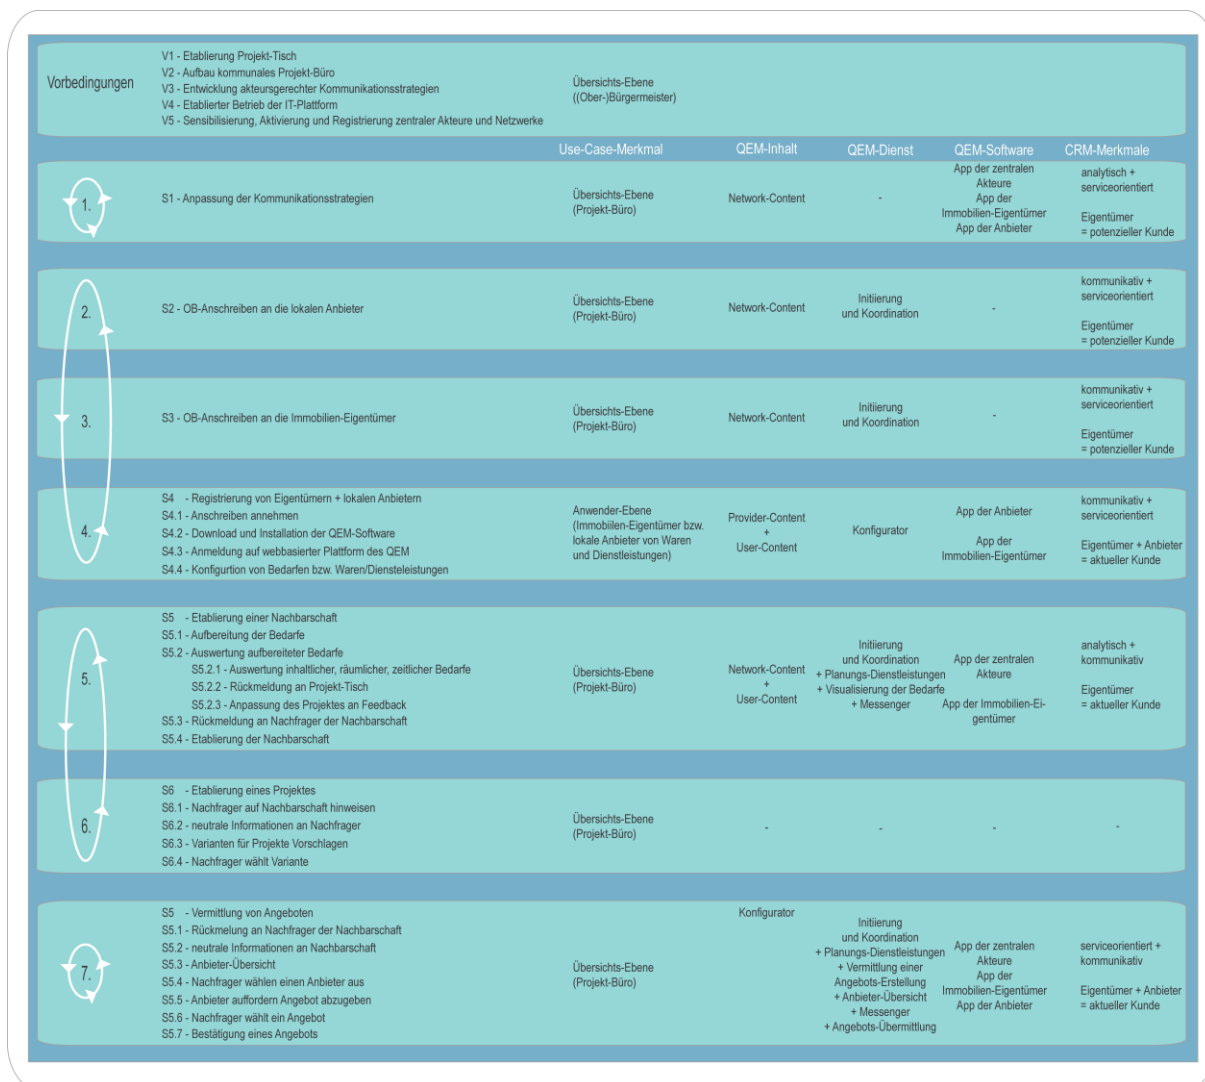 Vorbedingungen
V1 - Etablierung Projekt-Tisch
V2 - Aufbau kommunales Projekt-Büro
V3 - Entwicklung akteursgerechter Kommunikationsstrategien
V4 - Etablierter Betrieb der IT-Plattform
V5 - Sensibilisierung, Aktivierung und Registrierung zentraler Akteure und Netzwerke
Übersichts-Ebene
((Ober-)Bürgermeister)
Use-Case-Merkmal
QEM-Inhalt
QEM-Dienst
QEM-Software
CRM-Merkmale
1.
S1 - Anpassung der Kommunikationsstrategien
Übersichts-Ebene
(Projekt-Büro)
Network-Content
-
App der zentralen
Akteure
App der
Immobilien-Eigentümer
App der Anbieter
analytisch +
serviceorientiert
Eigentümer
= potenzieller Kunde
2.
S2 - OB-Anschreiben an die lokalen Anbieter
Übersichts-Ebene
(Projekt-Büro)
Network-Content
Initiierung
und Koordination
-
kommunikativ +
serviceorientiert
Eigentümer
= potenzieller Kunde
3.
S3 - OB-Anschreiben an die Immobilien-Eigentümer
Übersichts-Ebene
(Projekt-Büro)
Network-Content
Initiierung
und Koordination
-
kommunikativ +
serviceorientiert
Eigentümer
= potenzieller Kunde
4.
S4 - Registrierung von Eigentümern + lokalen Anbietern
S4.1 - Anschreiben annehmen
S4.2 - Download und Installation der QEM-Software
S4.3 - Anmeldung auf webbasierter Plattform des QEM
S4.4 - Konfigurtion von Bedarfen bzw. Waren/Diensteleistungen
Anwender-Ebene
(Immobiilen-Eigentümer bzw.
lokale Anbieter von Waren
und Dienstleistungen)
Provider-Content
+
User-Content
Konfigurator
App der Anbieter
App der
Immobilien-Eigentümer
kommunikativ +
serviceorientiert
Eigentümer + Anbieter
= aktueller Kunde
5.
S5 - Etablierung einer Nachbarschaft
S5.1 - Aufbereitung der Bedarfe
S5.2 - Auswertung aufbereiteter Bedarfe
S5.2.1 - Auswertung inhaltlicher, räumlicher, zeitlicher Bedarfe
S5.2.2 - Rückmeldung an Projekt-Tisch
S5.2.3 - Anpassung des Projektes an Feedback
S5.3 - Rückmeldung an Nachfrager der Nachbarschaft
S5.4 - Etablierung der Nachbarschaft
Übersichts-Ebene
(Projekt-Büro)
Network-Content
+
User-Content
Initiierung
und Koordination
+ Planungs-Dienstleistungen
+ Visualisierung der Bedarfe
+ Messenger
App der zentralen
Akteure
App der Immobilien-Ei-
gentümer
analytisch +
kommunikativ
Eigentümer
= aktueller Kunde
6.
S6 - Etablierung eines Projektes
S6.1 - Nachfrager auf Nachbarschaft hinweisen
S6.2 - neutrale Informationen an Nachfrager
S6.3 - Varianten für Projekte Vorschlagen
S6.4 - Nachfrager wählt Variante
Übersichts-Ebene
(Projekt-Büro)
-
-
-
-
7.
S5 - Vermittlung von Angeboten
S5.1 - Rückmelung an Nachfrager der Nachbarschaft
S5.2 - neutrale Informationen an Nachbarschaft
S5.3 - Anbieter-Übersicht
S5.4 - Nachfrager wählen einen Anbieter aus
S5.5 - Anbieter auffordern Angebot abzugeben
S5.6 - Nachfrager wählt ein Angebot
S5.7 - Bestätigung eines Angebots
Übersichts-Ebene
(Projekt-Büro)
Konfigurator
Initiierung
und Koordination
+ Planungs-Dienstleistungen
+ Vermittlung einer
Angebots-Erstellung
+ Anbieter-Übersicht
+ Messenger
+ Angebots-Übermittlung
App der zentralen
Akteure
App der
Immobilien-Eigentümer
App der Anbieter
serviceorientiert +
kommunikativ
Eigentümer + Anbieter
= aktueller Kunde